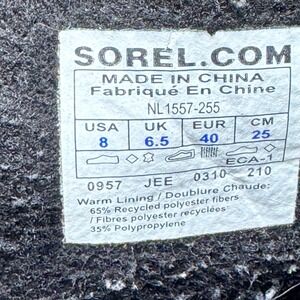 SOREL.COM
MADE IN CHINA
Fabriqué En Chine
NL1557-255
USA UK EUR CM
8 6.5 40 25
ECA-1
0957 JEE 0310 210
Warm Lining / Doublure Chaude:
65% Recycled polyester fibers
/ Fibres polyester recyclées
35% Polypropylene